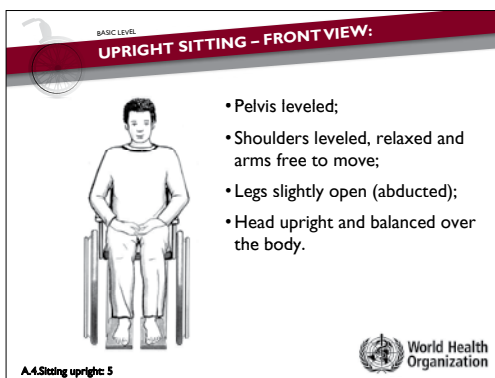 BASIC LEVEL
UPRIGHT SITTING – FRONT VIEW:
• Pelvis leveled;
• Shoulders leveled, relaxed and
arms free to move;
• Legs slightly open (abducted);
• Head upright and balanced over
the body.
World Health
Organization
A.4.Sitting upright: 5